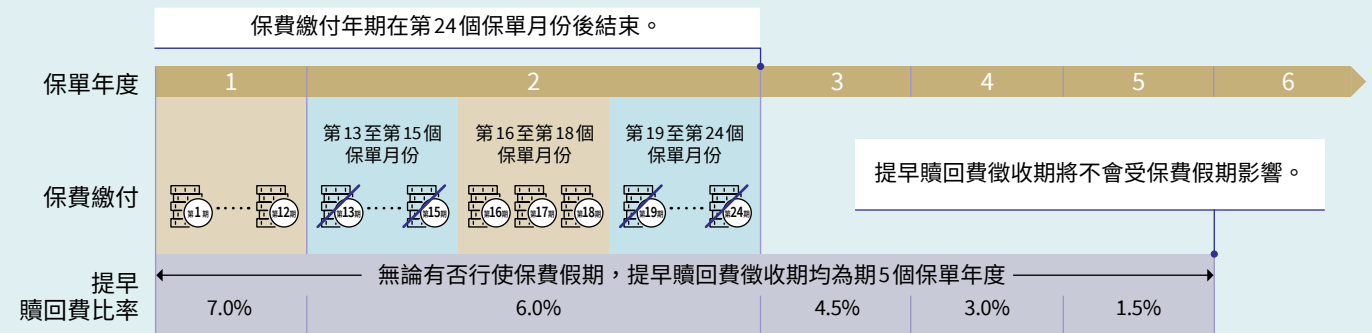 保費繳付年期在第24個保單月份後結束。
保單年度
1
2
3
4
5
6
第13至第15個
保單月份
第16至第18個
保單月份
第19至第24個
保單月份
提早贖回費徵收期將不會受保費假期影響。
保費繳付
第1期
第12期
第13期
第15期
第16期
第17期
第18期
第19期
第24期
無論有否行使保費假期，提早贖回費徵收期均為期5個保單年度
提早
贖回費比率
7.0%
6.0%
4.5%
3.0%
1.5%